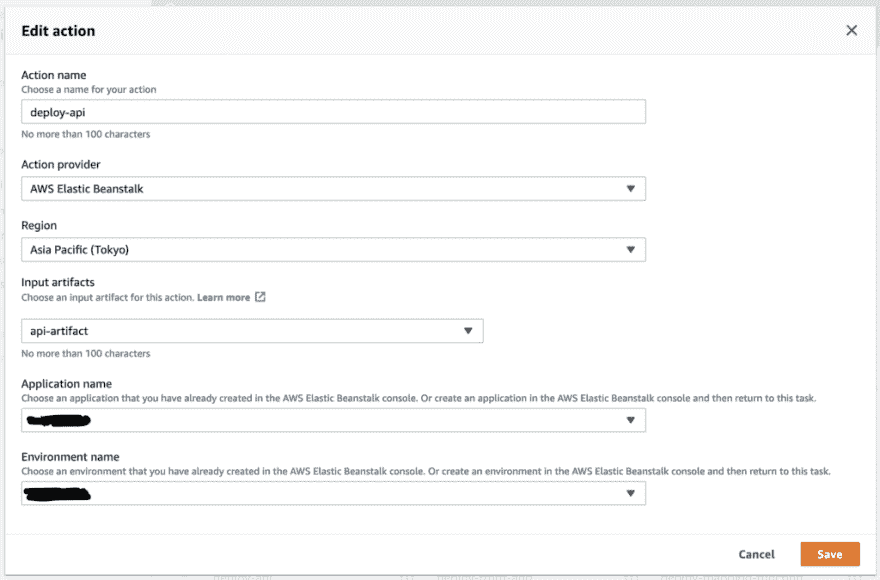 Edit action
Action name
Choose a name for your action
deploy-api
No more than 100 characters
Action provider
AWS Elastic Beanstalk
Region
Asia Pacific (Tokyo)
Input artifacts
Choose an input artifact for this action. Learn more
api-artifact
No more than 100 characters
Application name
Choose an application that you have already created in the AWS Elastic Beanstalk console. Or create an application in the AWS Elastic Beanstalk console and then return to this task.
Environment name
Choose an environment that you have already created in the AWS Elastic Beanstalk console. Or create an environment in the AWS Elastic Beanstalk console and then return to this task.
Cancel
Save